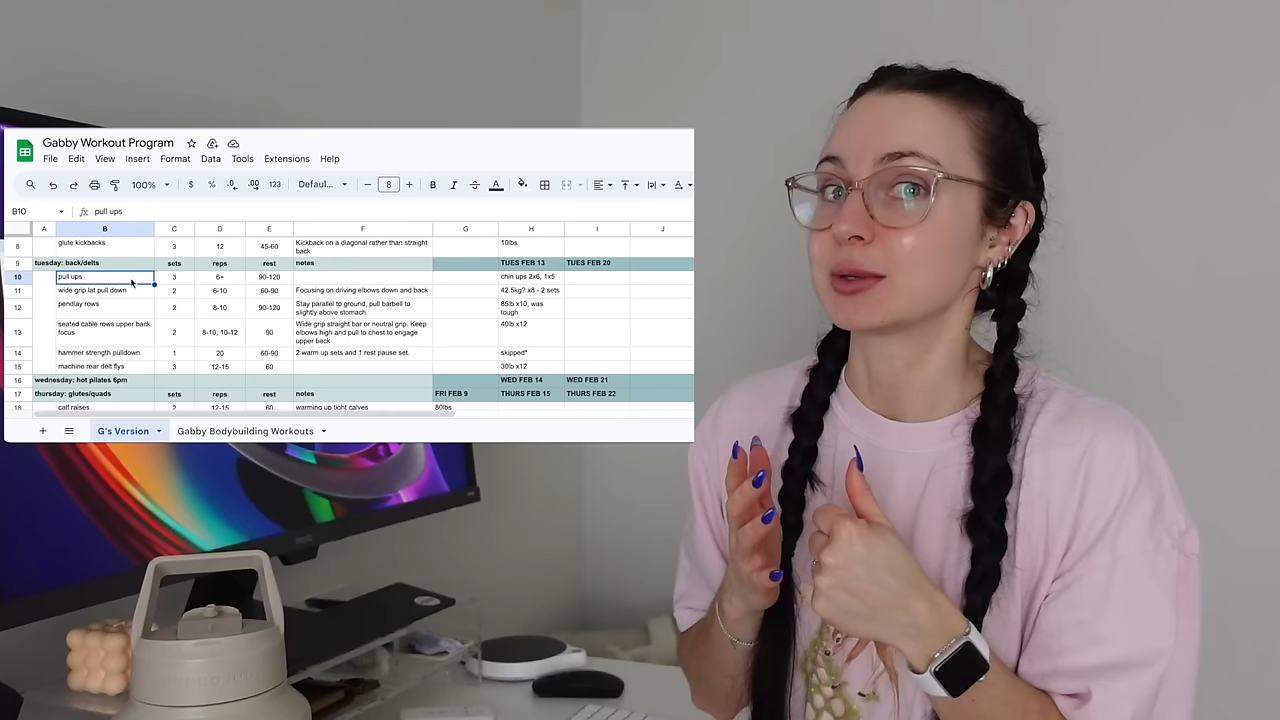 Gabby Workout Program
File Edit View Insert Format Data Tools Extensions Help
100% $ % .0 .00 123 Defaul... 8 B I A A
B10 fx pull ups
A B C D E F G H I J
8 glute kickbacks 3 12 45-60 Kickback on a diagonal rather than straight back 10lbs
9 tuesday: back/delts sets reps rest notes TUES FEB 13 TUES FEB 20
10 pull ups 3 6+ 90-120 chin ups 2x6, 1x5
11 wide grip lat pull down 2 6-10 60-90 Focusing on driving elbows down and back 42.5kg? x8 - 2 sets
12 pendlay rows 2 8-10 90-120 Stay parallel to ground, pull barbell to slightly above stomach 85lb x10, was tough
13 seated cable rows upper back focus 2 8-10, 10-12 90 Wide grip straight bar or neutral grip. Keep elbows high and pull to chest to engage upper back 40lb x12
14 hammer strength pulldown 1 20 60-90 2 warm up sets and 1 rest pause set. skipped*
15 machine rear delt flys 3 12-15 60 30lb x12
16 wednesday: hot pilates 6pm WED FEB 14 WED FEB 21
17 thursday: glutes/quads sets reps rest notes FRI FEB 9 THURS FEB 15 THURS FEB 22
18 calf raises 2 12-15 60 warming up tight calves 80lbs
G's Version Gabby Bodybuilding Workouts